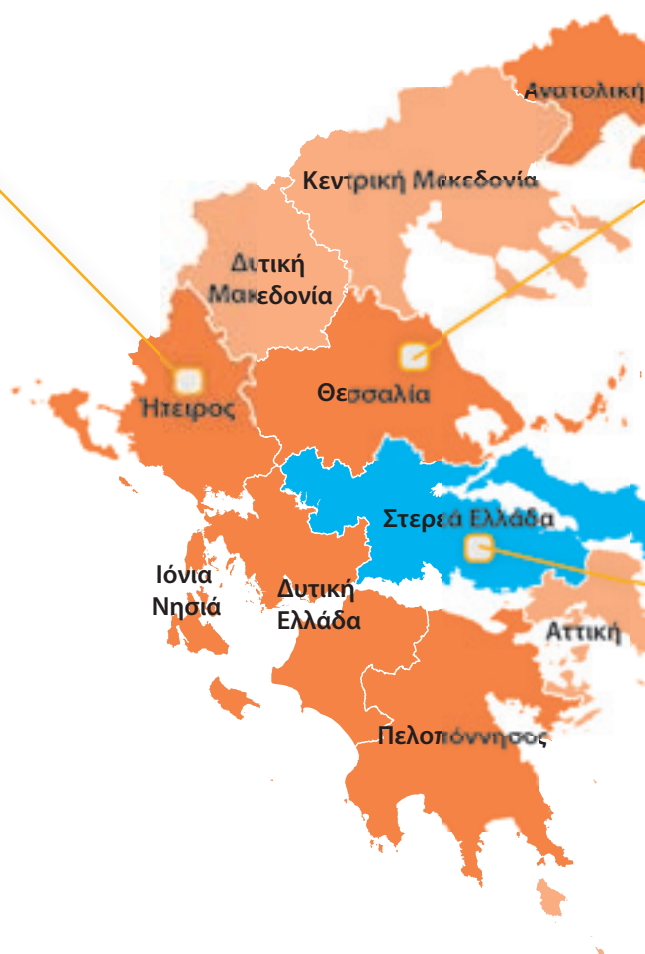 Ανατολική
Κεντρική Μακεδονία
Δυτική
Μακεδονία
Θεσσαλία
Ήπειρος
Στερεά Ελλάδα
Ιόνια
Νησιά
Δυτική
Ελλάδα
Αττική
Πελοπόννησος